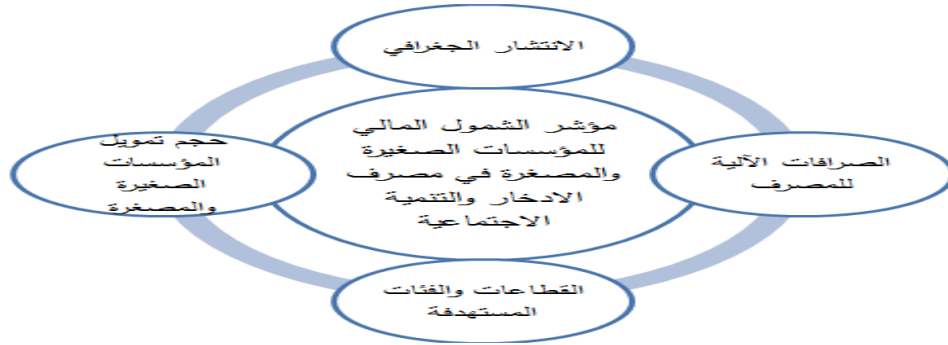 الانتشار الجغرافي
مؤشر الشمول المالي
للمؤسسات الصغيرة
والمصغرة في مصرف
الادخار والتنمية
الاجتماعية
الصرافات الآلية
للمصرف
القطاعات والفئات
المستهدفة
حجم تمويل
المؤسسات
الصغيرة
والمصغرة